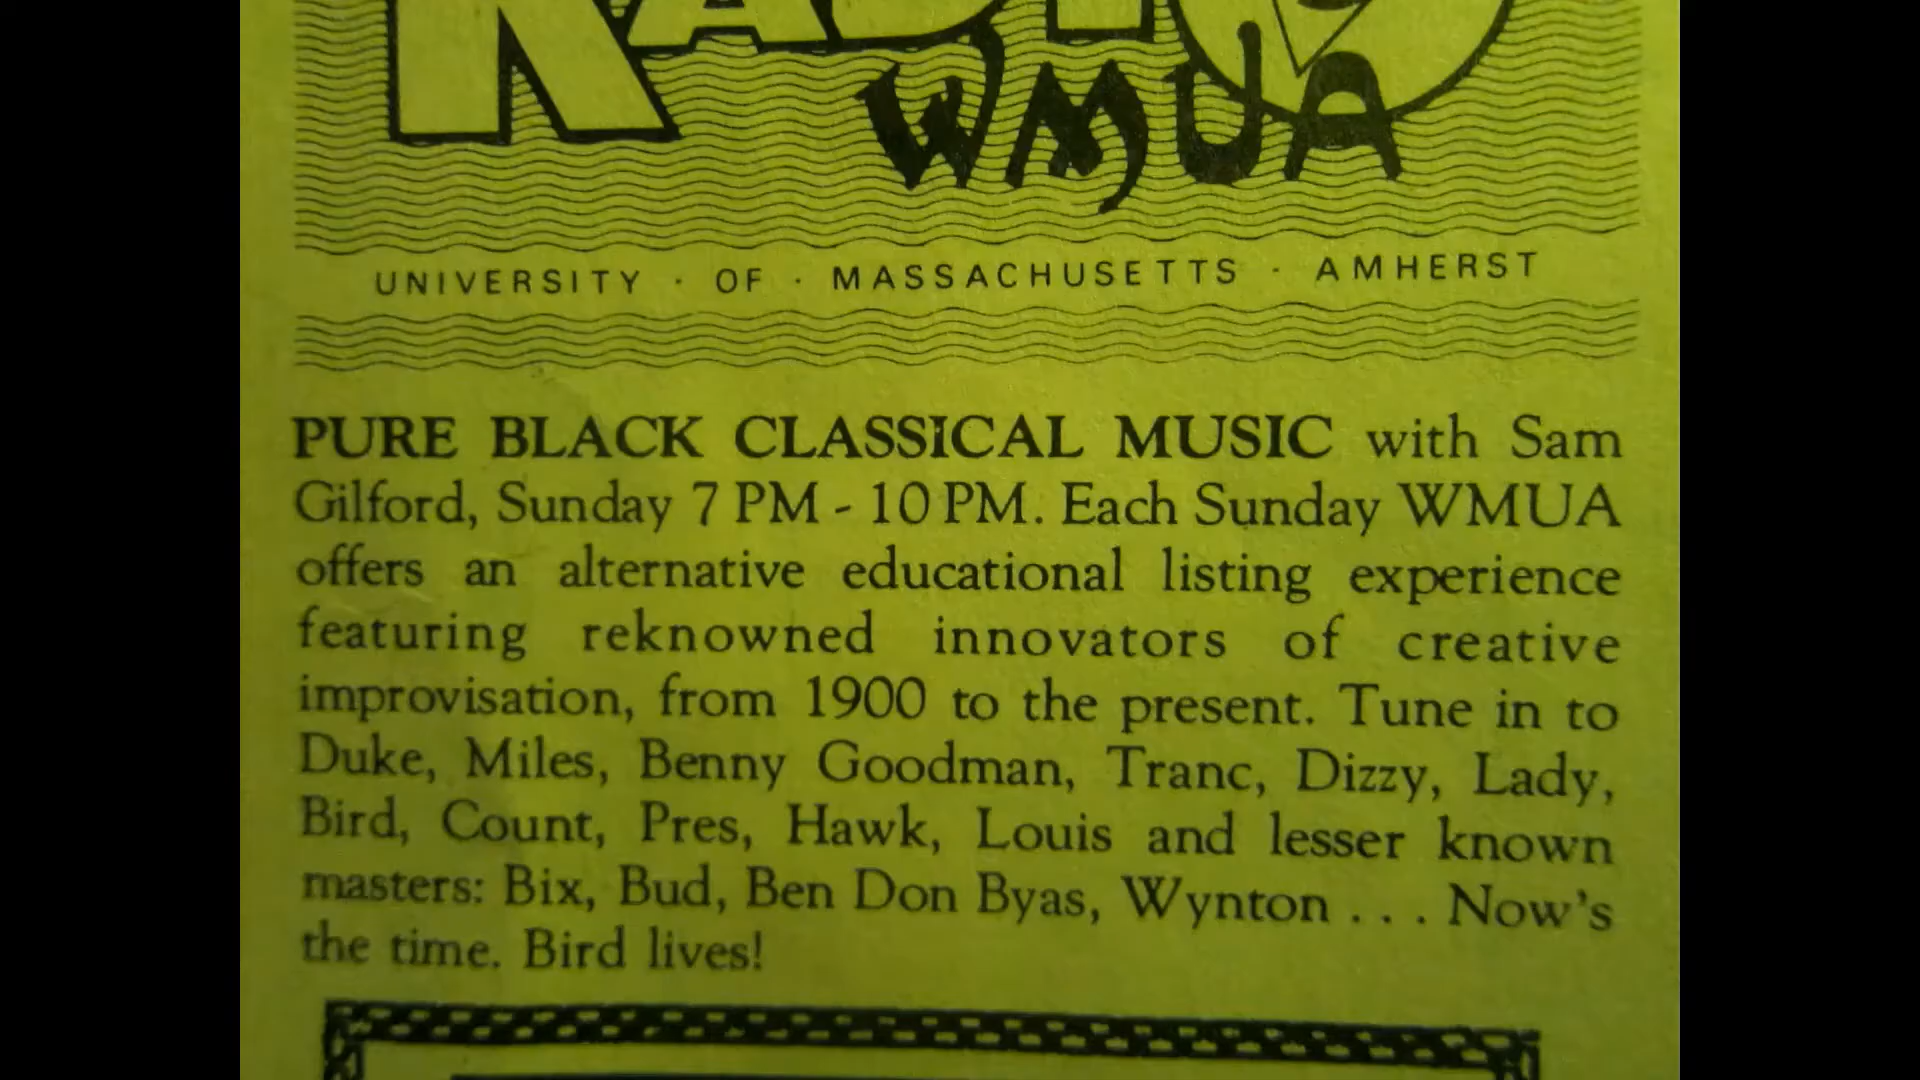 RADIO
WMUA
UNIVERSITY · OF · MASSACHUSETTS · AMHERST
PURE BLACK CLASSICAL MUSIC with Sam
Gilford, Sunday 7 PM - 10 PM. Each Sunday WMUA
offers an alternative educational listing experience
featuring reknowned innovators of creative
improvisation, from 1900 to the present. Tune in to
Duke, Miles, Benny Goodman, Tranc, Dizzy, Lady,
Bird, Count, Pres, Hawk, Louis and lesser known
masters: Bix, Bud, Ben Don Byas, Wynton . . . Now's
the time. Bird lives!